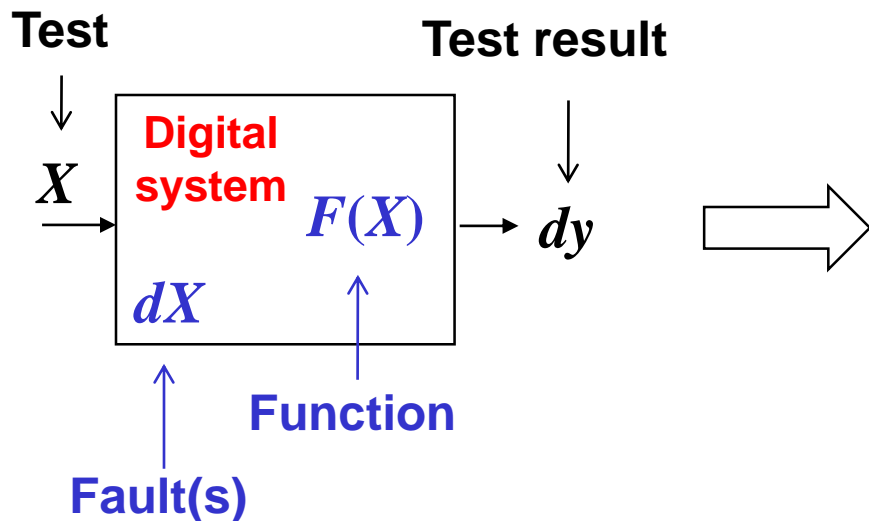 Test
Test result
Digital
system
X
F(X)
dy
dX
Function
Fault(s)